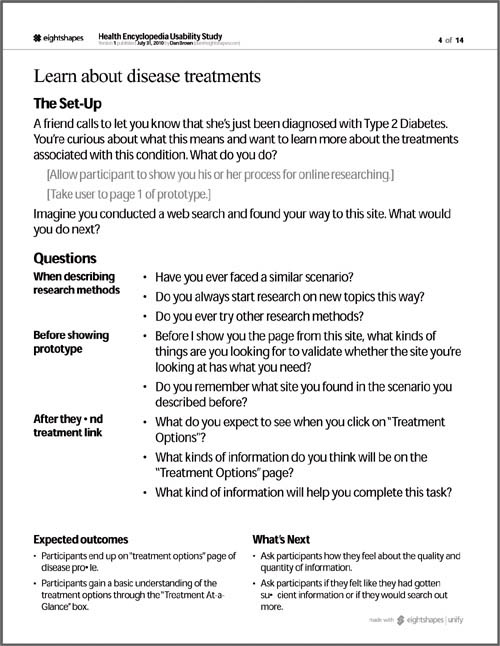 eightshapes
Health Encyclopedia Usability Study
Version 1 published July 31, 2010 by Dan Brown (dan@eightshapes.com)
4 of 14
Learn about disease treatments
The Set-Up
A friend calls to let you know that she's just been diagnosed with Type 2 Diabetes.
You're curious about what this means and want to learn more about the treatments
associated with this condition. What do you do?
[Allow participant to show you his or her process for online researching.]
[Take user to page 1 of prototype.]
Imagine you conducted a web search and found your way to this site. What would
you do next?
Questions
When describing
research methods
• Have you ever faced a similar scenario?
• Do you always start research on new topics this way?
• Do you ever try other research methods?
Before showing
prototype
• Before I show you the page from this site, what kinds of
things are you looking for to validate whether the site you're
looking at has what you need?
• Do you remember what site you found in the scenario you
described before?
After they • nd
treatment link
• What do you expect to see when you click on "Treatment
Options"?
• What kinds of information do you think will be on the
"Treatment Options" page?
• What kind of information will help you complete this task?
Expected outcomes
• Participants end up on "treatment options" page of
disease pro• le.
• Participants gain a basic understanding of the
treatment options through the "Treatment At-a-
Glance" box.
What's Next
• Ask participants how they feel about the quality and
quantity of information.
• Ask participants if they felt like they had gotten
su• cient information or if they would search out
more.
made with eightshapes | unify